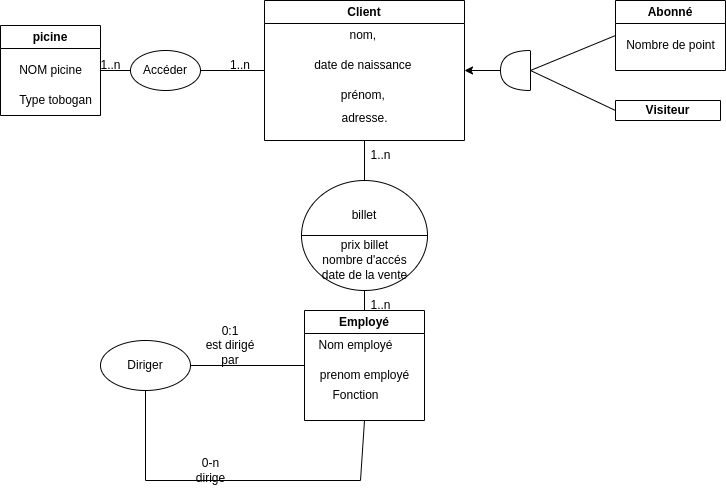 Client
nom,
date de naissance
prénom,
adresse.
picine
NOM picine
Type tobogan
1..n
Accéder
1..n
Abonné
Nombre de point
Visiteur
1..n
billet
prix billet
nombre d'accés
date de la vente
1..n
Employé
Nom employé
prenom employé
Fonction
0:1
est dirigé
par
Diriger
0-n
dirige